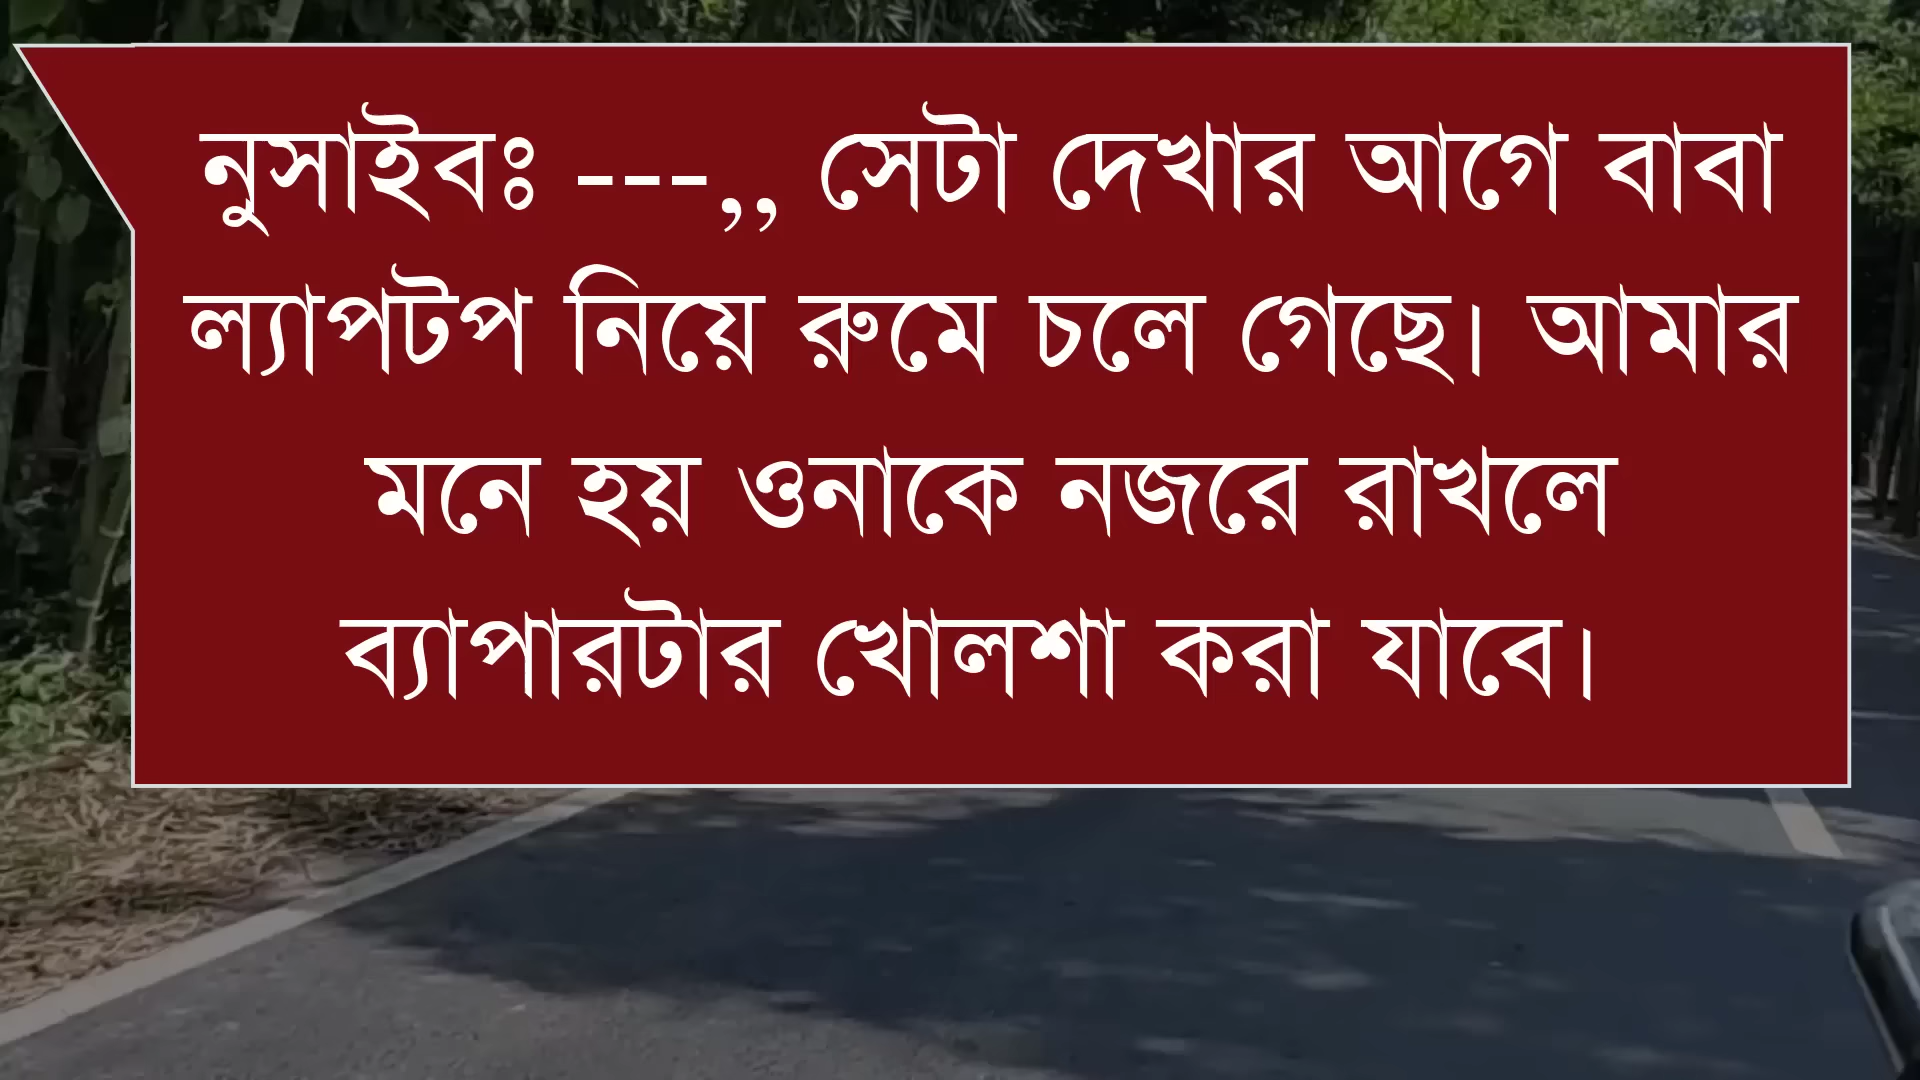 নুসাইবঃ ---,, সেটা দেখার আগে বাবা
ল্যাপটপ নিয়ে রুমে চলে গেছে। আমার
মনে হয় ওনাকে নজরে রাখলে
ব্যাপারটার খোলশা করা যাবে।